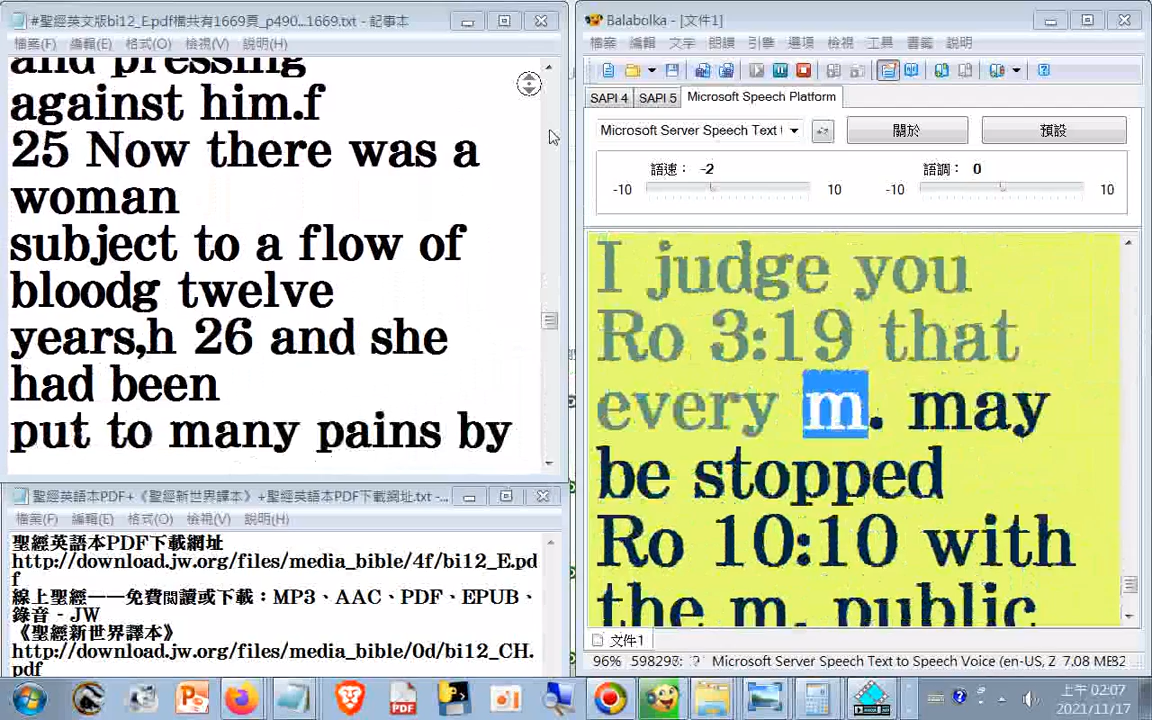 #聖經英文版bi12_E.pdf橫共有1669頁_p490...1669.txt - 記事本
檔案(F) 編輯(E) 格式(O) 檢視(V) 說明(H)
and pressing
against him.f
25 Now there was a
woman
subject to a flow of
bloodg twelve
years,h 26 and she
had been
put to many pains by
聖經英語本PDF+《聖經新世界譯本》+聖經英語本PDF下載網址.txt -...
檔案(F) 編輯(E) 格式(O) 檢視(V) 說明(H)
聖經英語本PDF下載網址
http://download.jw.org/files/media_bible/4f/bi12_E.pd
f
線上聖經——免費閱讀或下載：MP3、AAC、PDF、EPUB、
錄音 - JW
《聖經新世界譯本》
http://download.jw.org/files/media_bible/0d/bi12_CH.
pdf
Balabolka - [文件1]
檔案 編輯 文字 朗讀 引擎 選項 檢視 工具 書籤 說明
SAPI 4 SAPI 5 Microsoft Speech Platform
Microsoft Server Speech Text 關於 預設
語速： -2 語調： 0
-10 10 -10 10
I judge you
Ro 3:19 that
every m. may
be stopped
Ro 10:10 with
the m. public
文件1
96% Microsoft Server Speech Text to Speech Voice (en-US, Z 7.08 MB
上午 02:07
2021/11/17